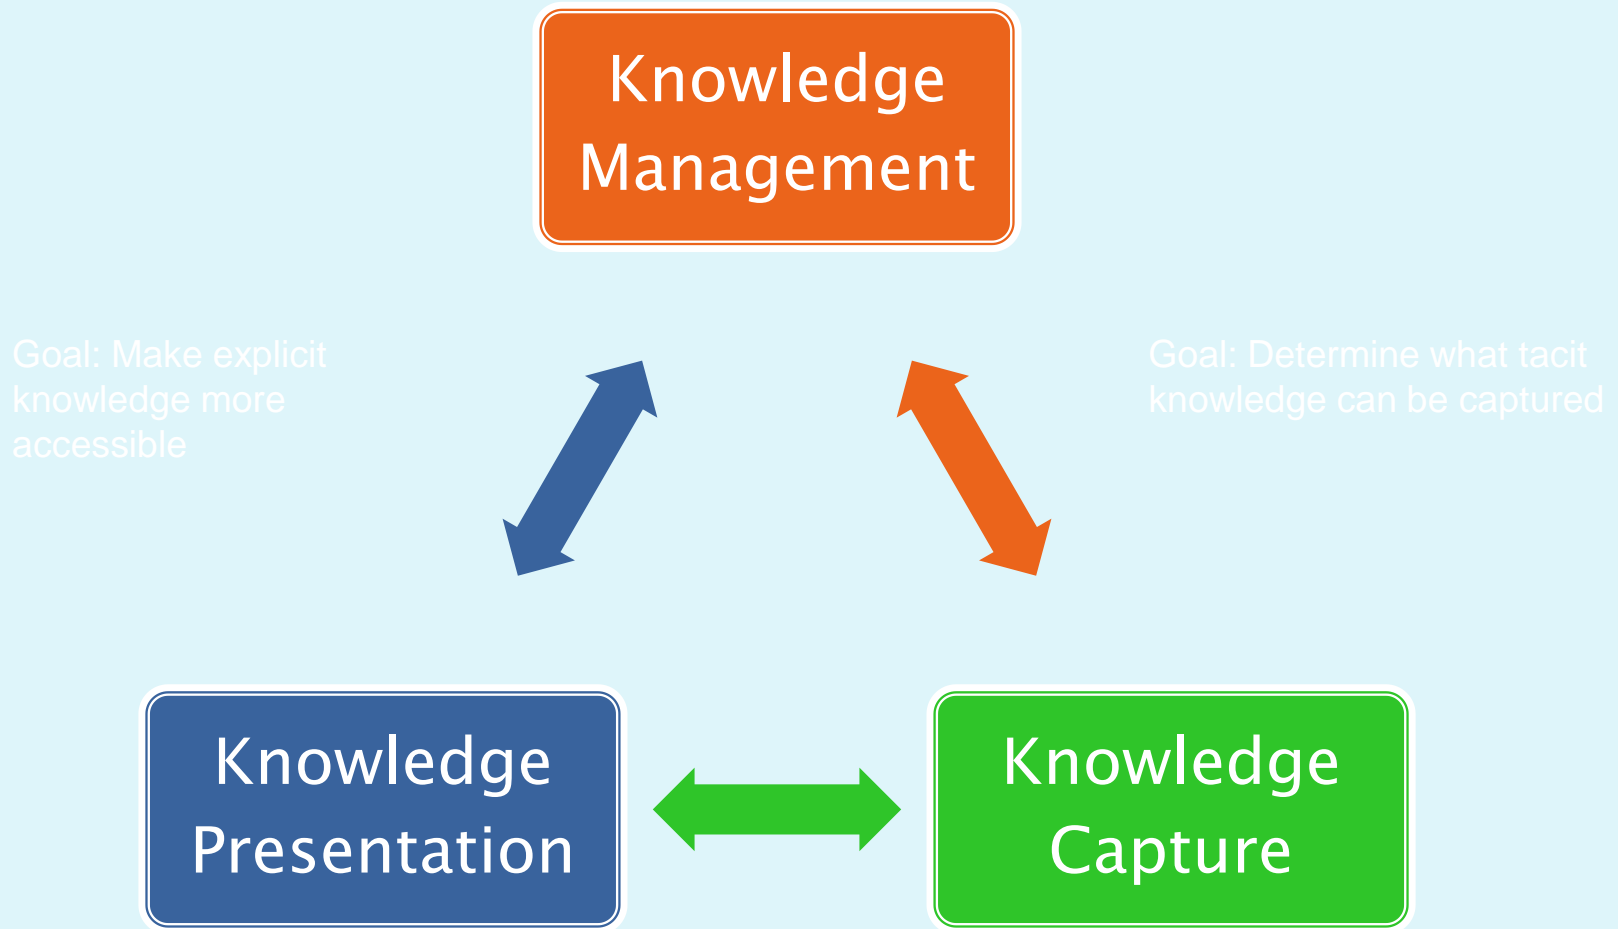 Knowledge
Management
Goal: Make explicit
knowledge more
accessible
Goal: Determine what tacit
knowledge can be captured
Knowledge
Presentation
Knowledge
Capture